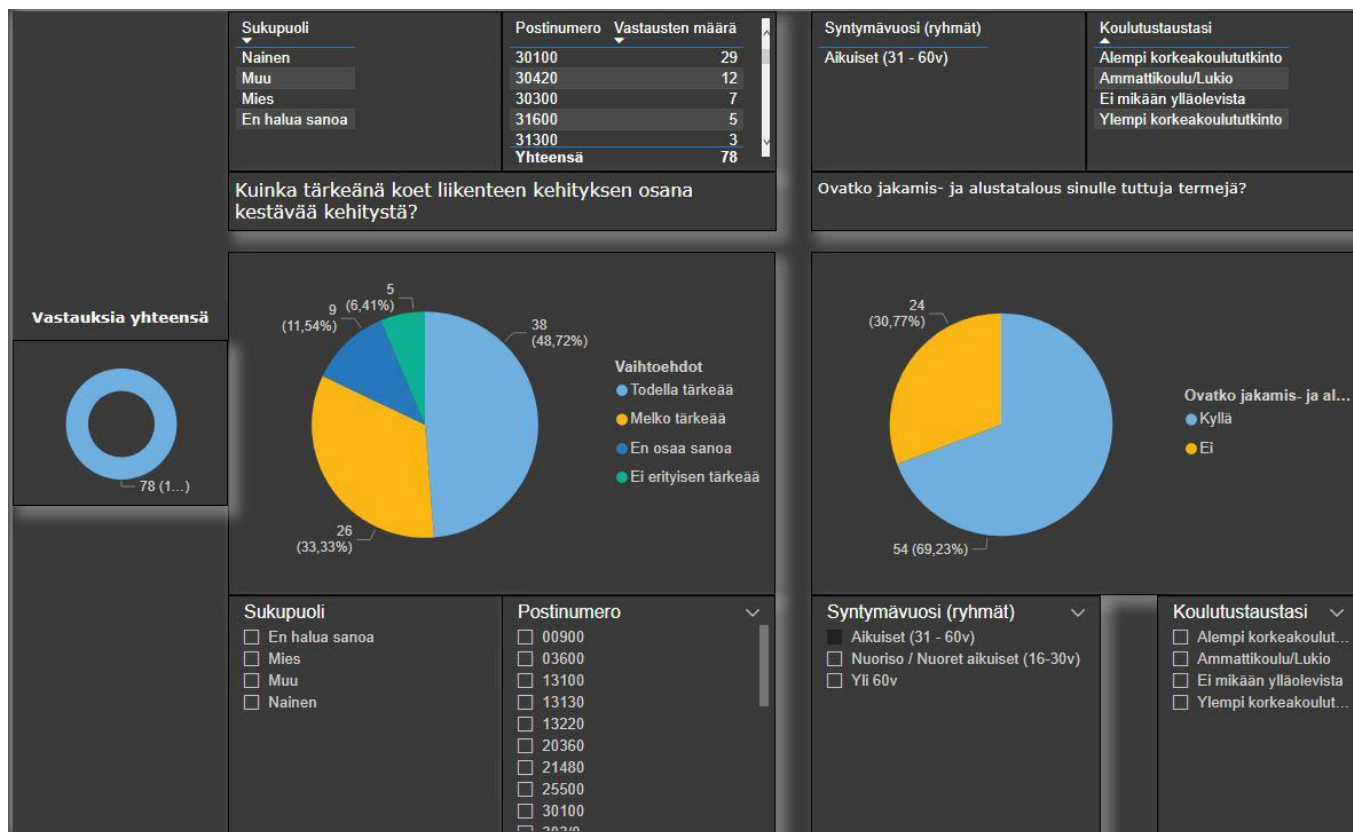 Sukupuoli
Nainen
Muu
Mies
En halua sanoa
Postinumero Vastausten määrä
30100 29
30420 12
30300 7
31600 5
31300 3
Yhteensä 78
Syntymävuosi (ryhmät)
Aikuiset (31 - 60v)
Koulutustaustasi
Alempi korkeakoulututkinto
Ammattikoulu/Lukio
Ei mikään ylläolevista
Ylempi korkeakoulututkinto
Kuinka tärkeänä koet liikenteen kehityksen osana
kestävää kehitystä?
Ovatko jakamis- ja alustatalous sinulle tuttuja termejä?
Vastauksia yhteensä
78 (1...)
5
(6,41%)
9
(11,54%)
38
(48,72%)
26
(33,33%)
Vaihtoehdot
Todella tärkeää
Melko tärkeää
En osaa sanoa
Ei erityisen tärkeää
24
(30,77%)
54 (69,23%)
Ovatko jakamis- ja al...
Kyllä
Ei
Sukupuoli
En halua sanoa
Mies
Muu
Nainen
Postinumero
00900
03600
13100
13130
13220
20360
21480
25500
30100
Syntymävuosi (ryhmät)
Aikuiset (31 - 60v)
Nuoriso / Nuoret aikuiset (16-30v)
Yli 60v
Koulutustaustasi
Alempi korkeakoulut...
Ammattikoulu/Lukio
Ei mikään ylläolevista
Ylempi korkeakoulut...